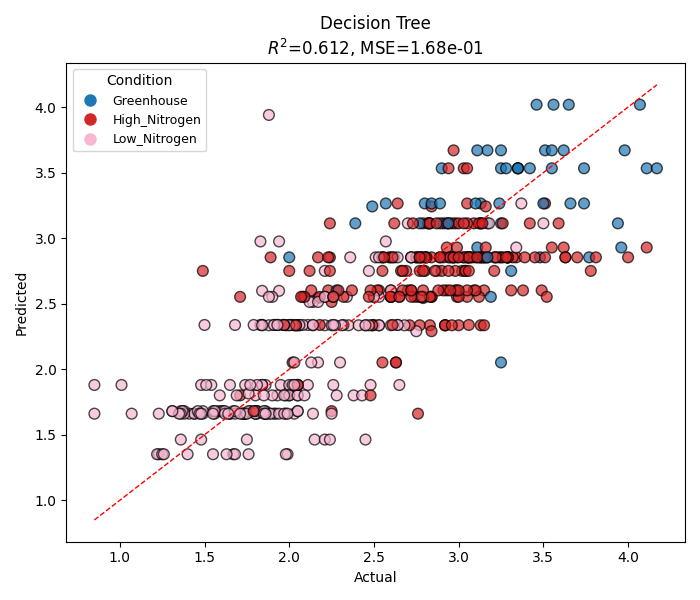 Decision Tree
R²=0.612, MSE=1.68e-01
Condition
Greenhouse
High_Nitrogen
Low_Nitrogen
Predicted
4.0
3.5
3.0
2.5
2.0
1.5
1.0
1.0 1.5 2.0 2.5 3.0 3.5 4.0
Actual